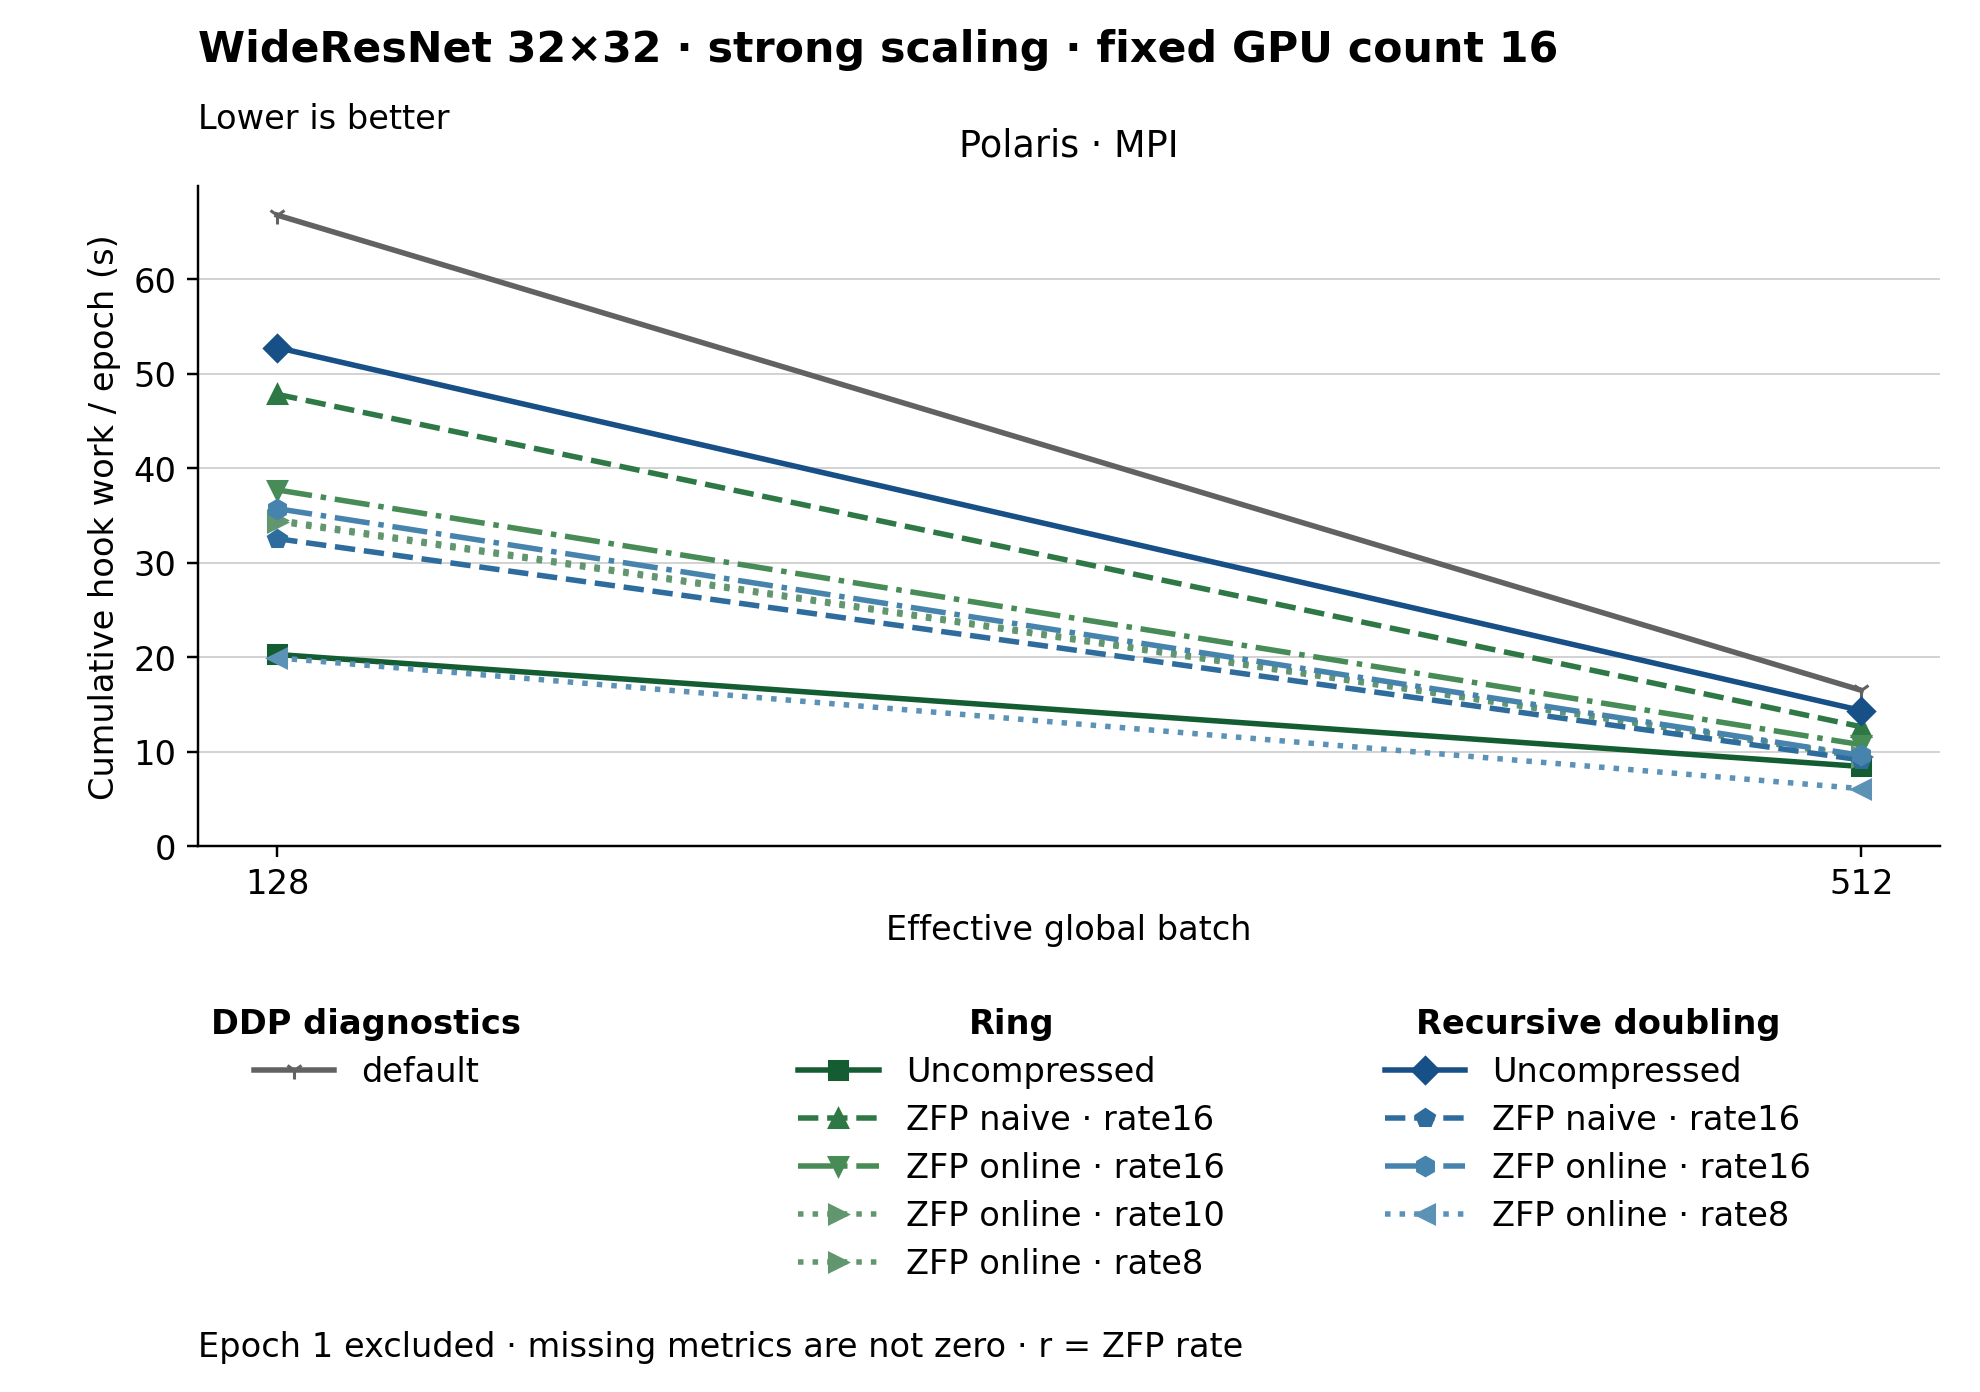 WideResNet 32×32 · strong scaling · fixed GPU count 16
Lower is better
Polaris · MPI
Cumulative hook work / epoch (s)
60
50
40
30
20
10
0
128
512
Effective global batch
DDP diagnostics
default
Ring
Uncompressed
ZFP naive · rate16
ZFP online · rate16
ZFP online · rate10
ZFP online · rate8
Recursive doubling
Uncompressed
ZFP naive · rate16
ZFP online · rate16
ZFP online · rate8
Epoch 1 excluded · missing metrics are not zero · r = ZFP rate